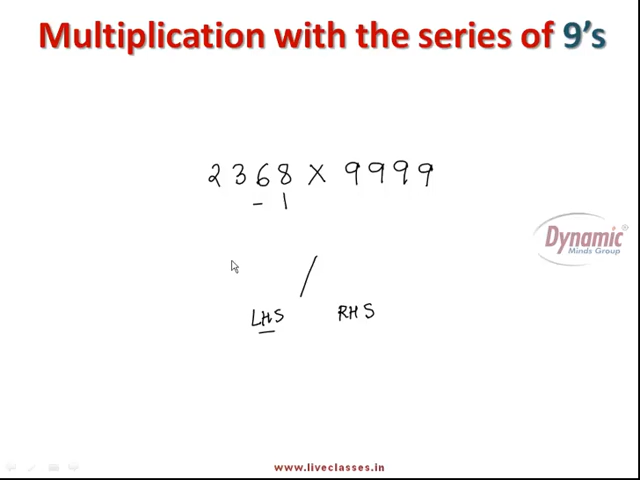 Multiplication with the series of 9's
2368 X 9999
- 1
Dynamic
Minds Group
/
LHS RHS
www.liveclasses.in